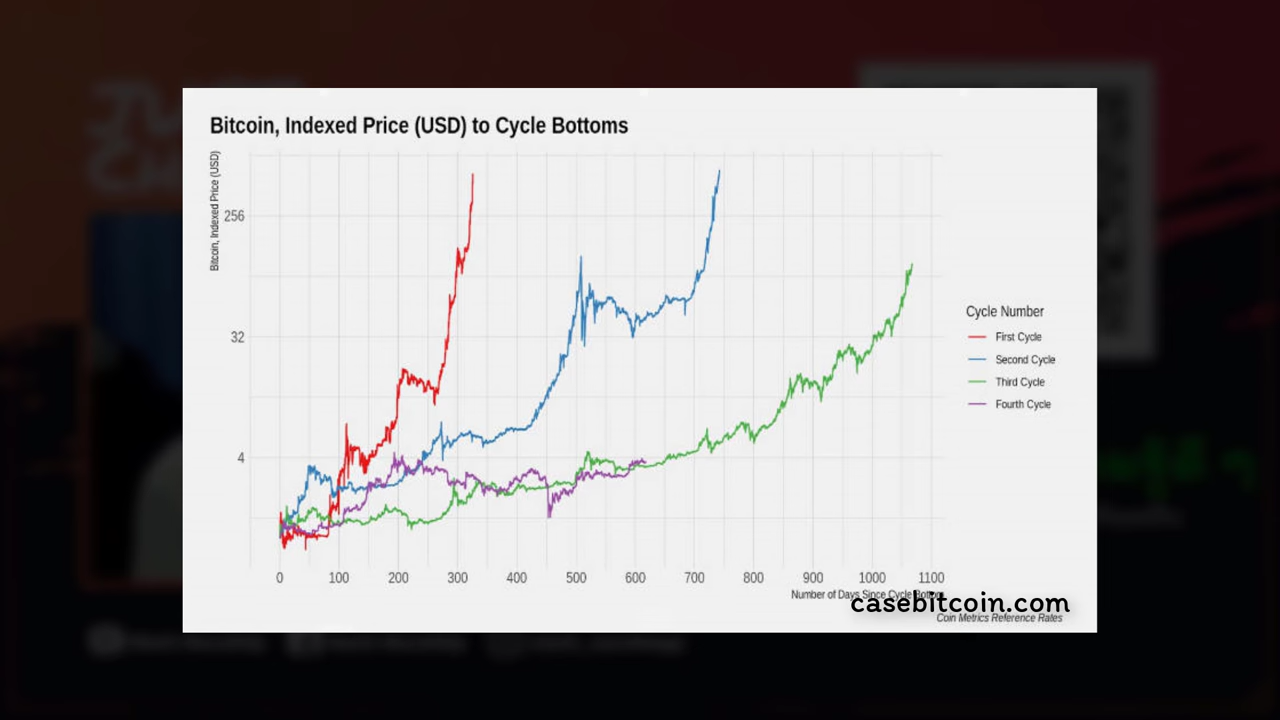 Bitcoin, Indexed Price (USD) to Cycle Bottoms
Bitcoin, Indexed Price (USD)
256
32
4
0 100 200 300 400 500 600 700 800 900 1000 1100
Number of Days Since Cycle Bottom
Cycle Number
First Cycle
Second Cycle
Third Cycle
Fourth Cycle
casebitcoin.com
Coin Metrics Reference Rates